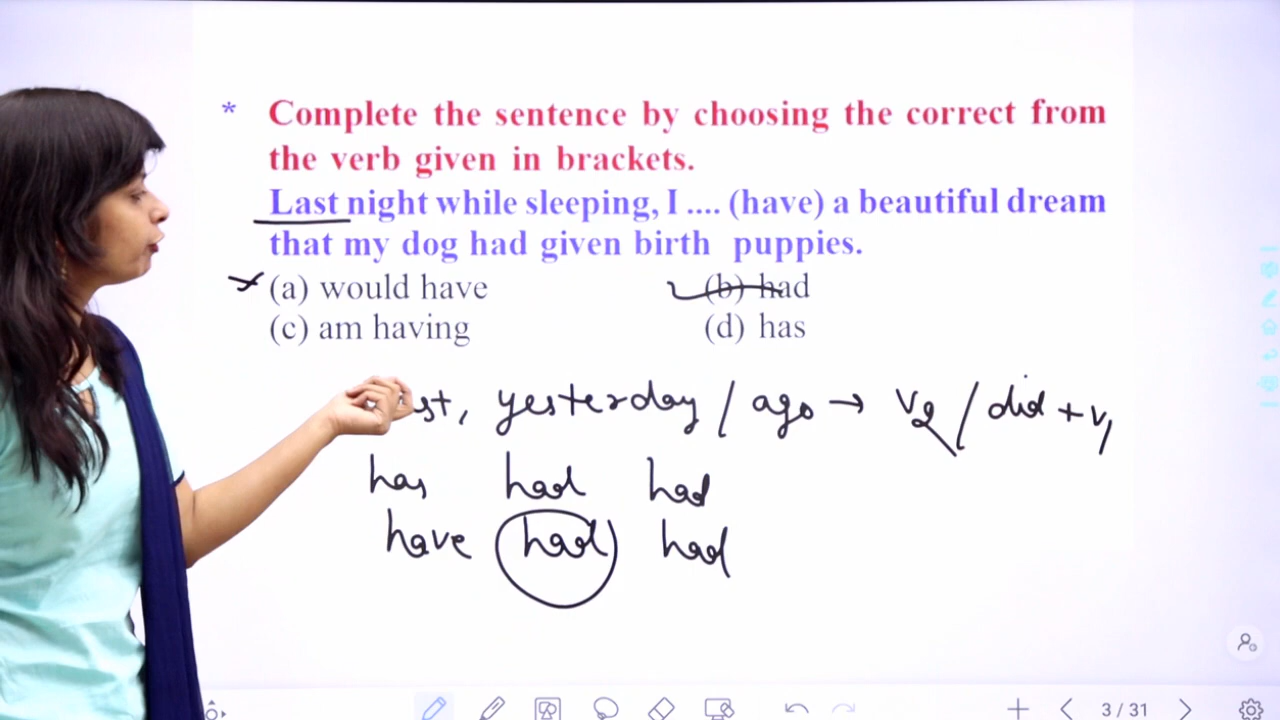 * Complete the sentence by choosing the correct from
the verb given in brackets.
Last night while sleeping, I .... (have) a beautiful dream
that my dog had given birth puppies.
(a) would have (b) had
(c) am having (d) has
yesterday / ago → v2 / did + v1
has had had
have had had
3 / 31